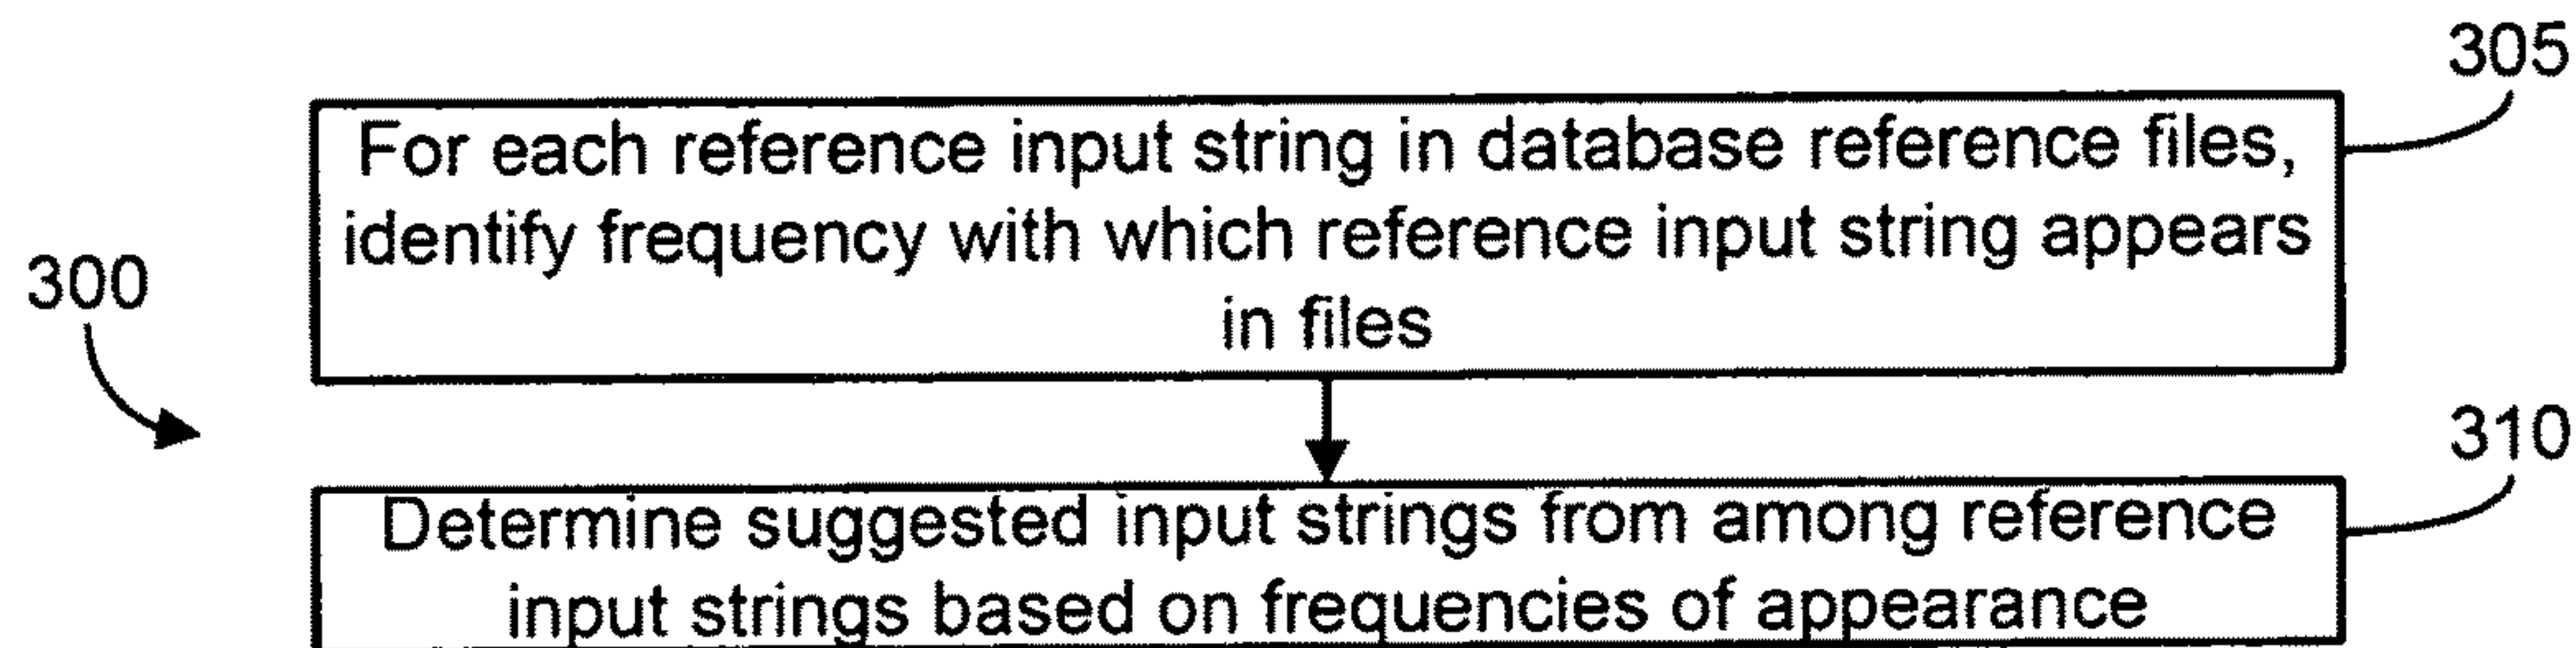 305
For each reference input string in database reference files,
identify frequency with which reference input string appears
in files
300
310
Determine suggested input strings from among reference
input strings based on frequencies of appearance